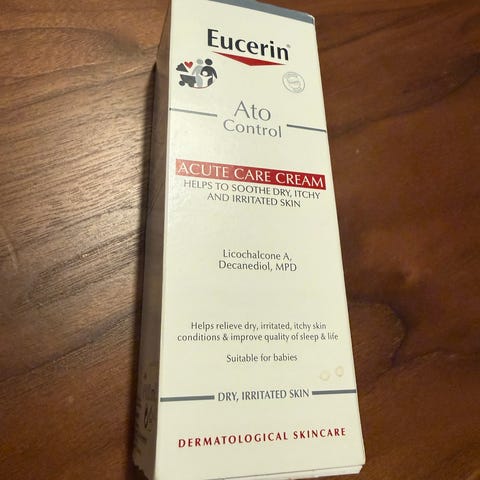 Eucerin®
Ato
Control
ACUTE CARE CREAM
HELPS TO SOOTHE DRY, ITCHY
AND IRRITATED SKIN
Licochalcone A,
Decanediol, MPD
Helps relieve dry, irritated, itchy skin
conditions & improve quality of sleep & life
Suitable for babies
DRY, IRRITATED SKIN
DERMATOLOGICAL SKINCARE